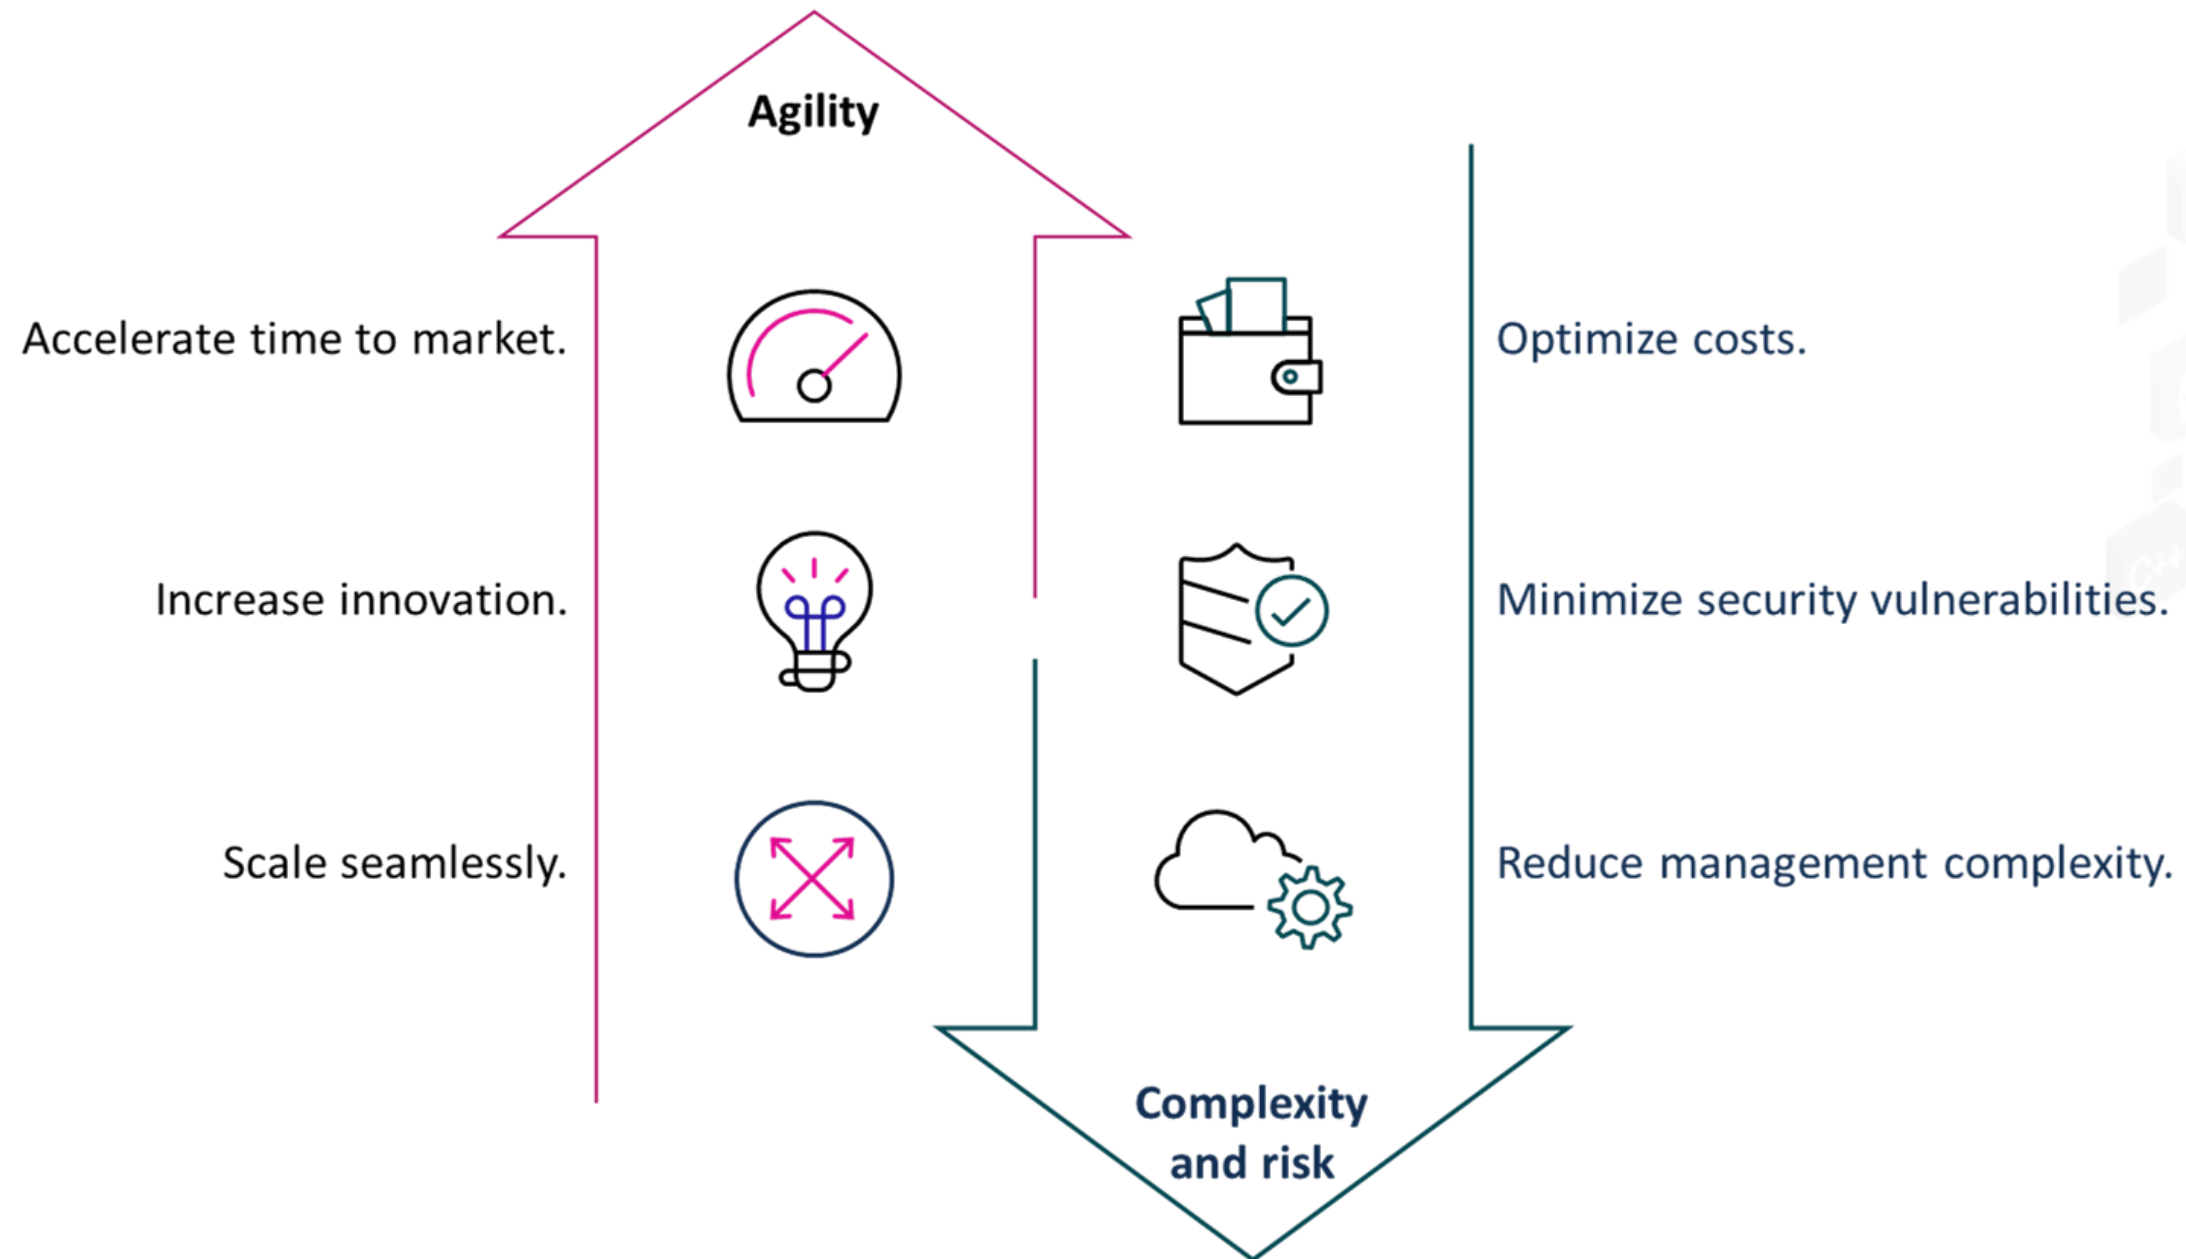 Agility
Accelerate time to market.
Optimize costs.
Increase innovation.
Minimize security vulnerabilities.
C++
Scale seamlessly.
Reduce management complexity.
Complexity
and risk